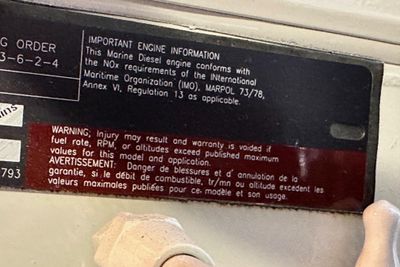 G ORDER
3-6-2-4
IMPORTANT ENGINE INFORMATION
This Marine Diesel engine conforms with
the NOx requirements of the INternational
Maritime Organization (IMO), MARPOL 73/78,
Annex VI, Regulation 13 as applicable.
ins
793
WARNING; Injury may result and warranty is voided if
fuel rate, RPM, or altitudes exceed published maximum
values for this model and application.
AVERTISSEMENT: Danger de blessures et d' annulation de la
garantie, si le débit de combustible, tr/mn ou altitude excedent les
valeurs maximales publiées pour ce modèle et son usage.